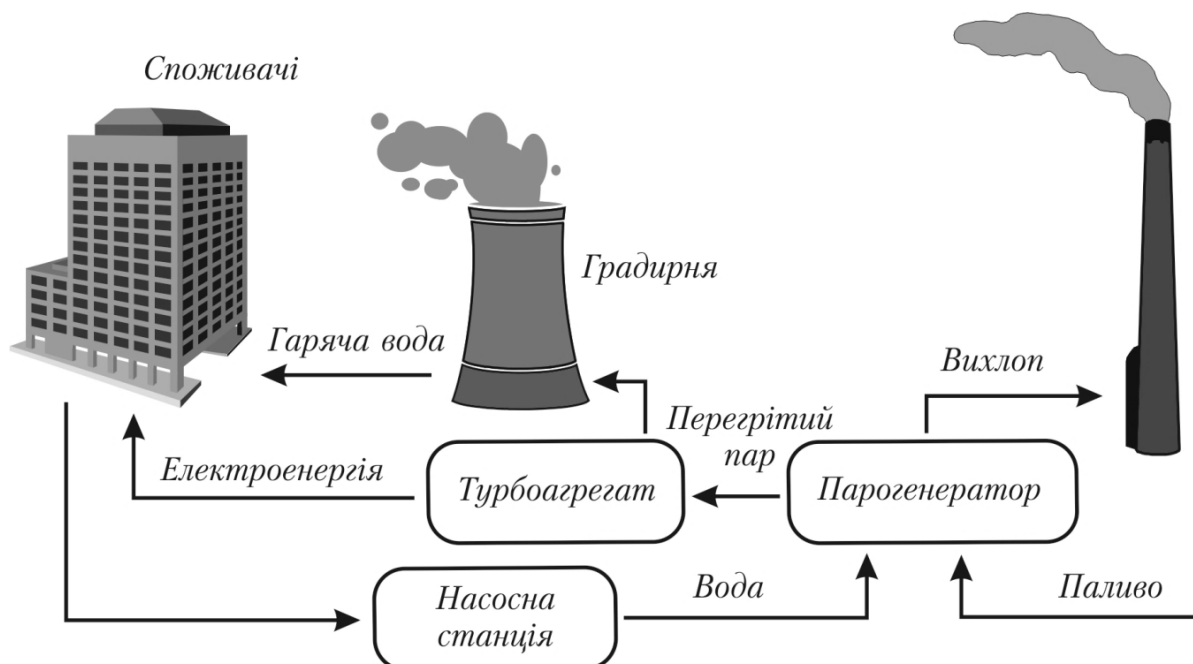 Споживачі
Градирня
Гаряча вода
Вихлоп
Перегрітий
пар
Електроенергія
Турбоагрегат
Парогенератор
Насосна
станція
Вода
Паливо